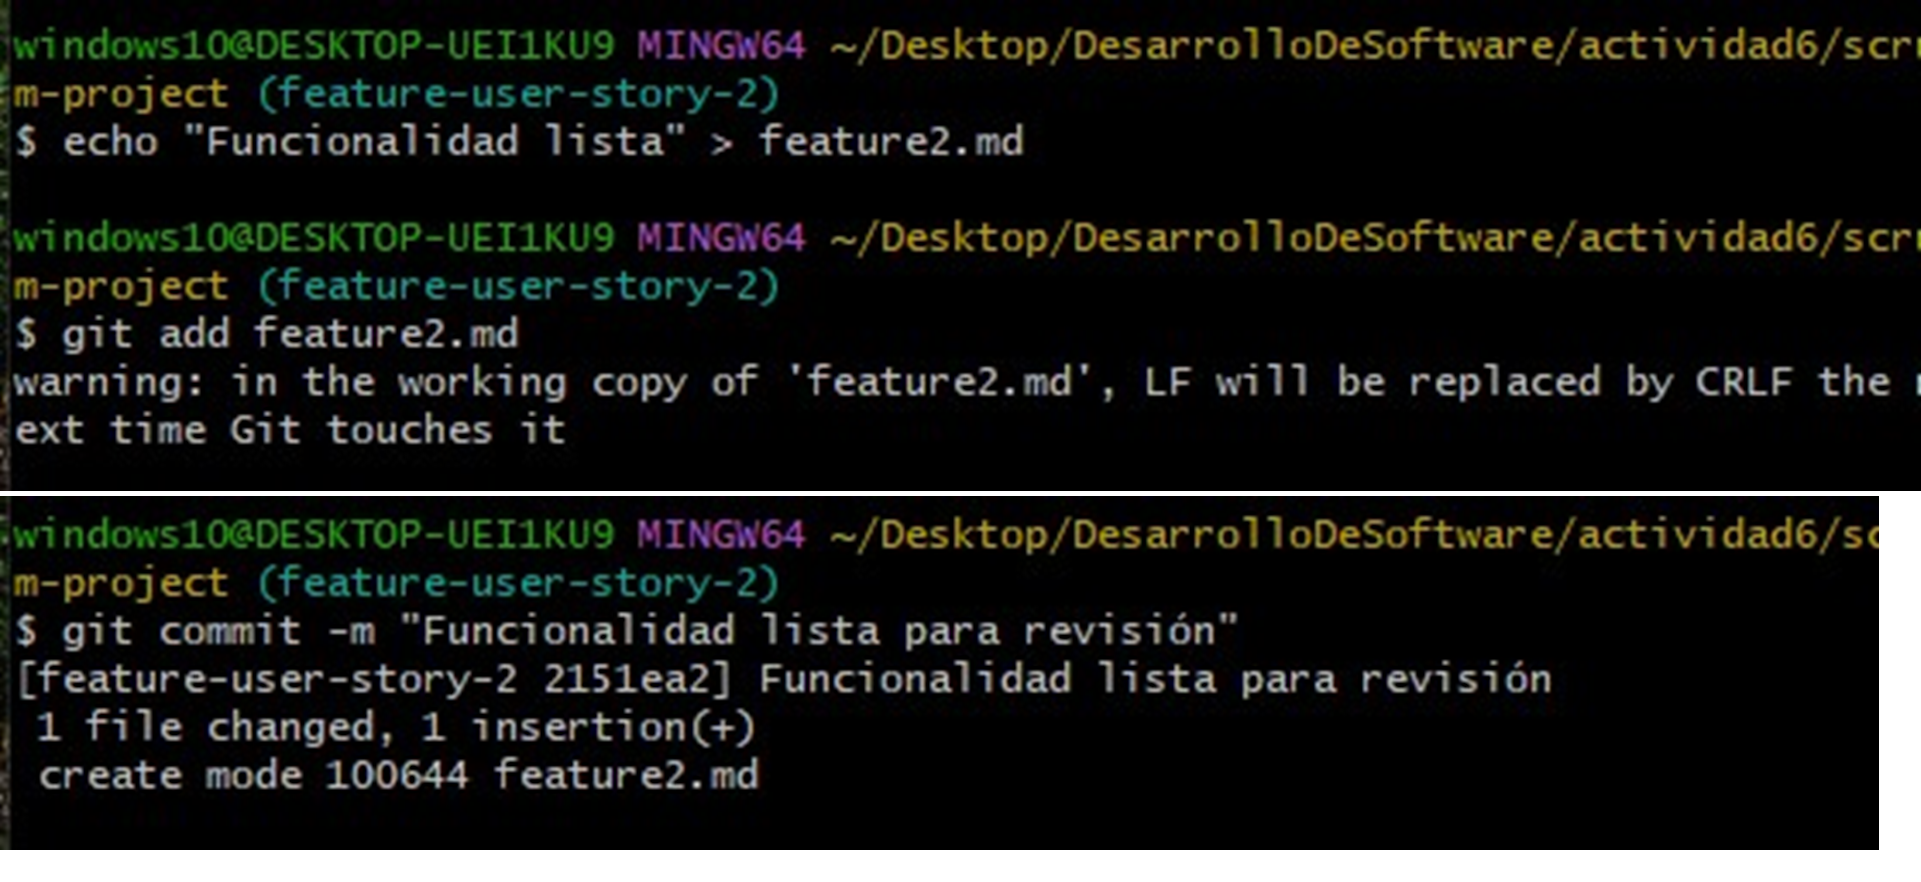 windows10@DESKTOP-UEI1KU9 MINGW64 ~/Desktop/DesarrolloDeSoftware/actividad6/scr
m-project (feature-user-story-2)
$ echo "Funcionalidad lista" > feature2.md
windows10@DESKTOP-UEI1KU9 MINGW64 ~/Desktop/DesarrolloDeSoftware/actividad6/scr
m-project (feature-user-story-2)
$ git add feature2.md
warning: in the working copy of 'feature2.md', LF will be replaced by CRLF the
ext time Git touches it
windows10@DESKTOP-UEI1KU9 MINGW64 ~/Desktop/DesarrolloDeSoftware/actividad6/sc
m-project (feature-user-story-2)
$ git commit -m "Funcionalidad lista para revisión"
[feature-user-story-2 2151ea2] Funcionalidad lista para revisión
1 file changed, 1 insertion(+)
create mode 100644 feature2.md